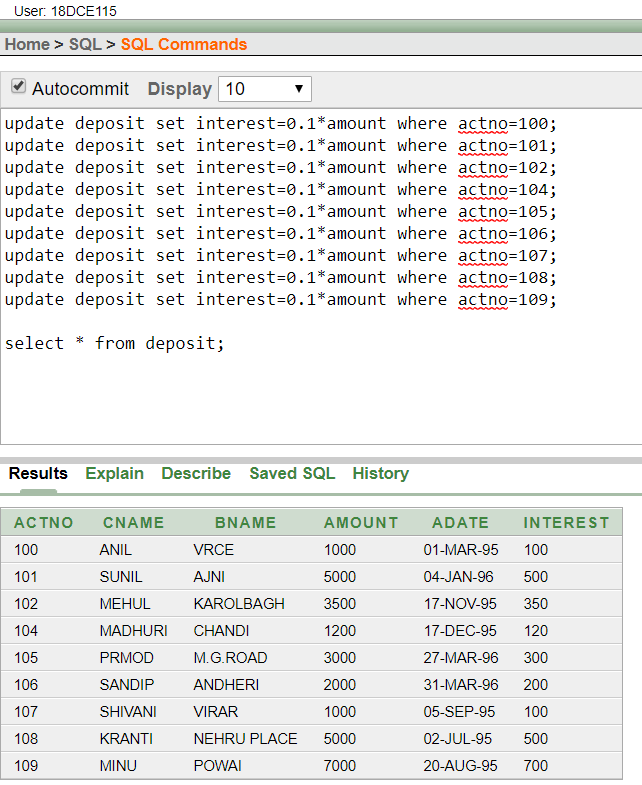 User: 18DCE115
Home > SQL > SQL Commands
Autocommit Display 10
update deposit set interest=0.1*amount where actno=100;
update deposit set interest=0.1*amount where actno=101;
update deposit set interest=0.1*amount where actno=102;
update deposit set interest=0.1*amount where actno=104;
update deposit set interest=0.1*amount where actno=105;
update deposit set interest=0.1*amount where actno=106;
update deposit set interest=0.1*amount where actno=107;
update deposit set interest=0.1*amount where actno=108;
update deposit set interest=0.1*amount where actno=109;
select * from deposit;
Results Explain Describe Saved SQL History
ACTNO CNAME BNAME AMOUNT ADATE INTEREST
100 ANIL VRCE 1000 01-MAR-95 100
101 SUNIL AJNI 5000 04-JAN-96 500
102 MEHUL KAROLBAGH 3500 17-NOV-95 350
104 MADHURI CHANDI 1200 17-DEC-95 120
105 PRMOD M.G.ROAD 3000 27-MAR-96 300
106 SANDIP ANDHERI 2000 31-MAR-96 200
107 SHIVANI VIRAR 1000 05-SEP-95 100
108 KRANTI NEHRU PLACE 5000 02-JUL-95 500
109 MINU POWAI 7000 20-AUG-95 700